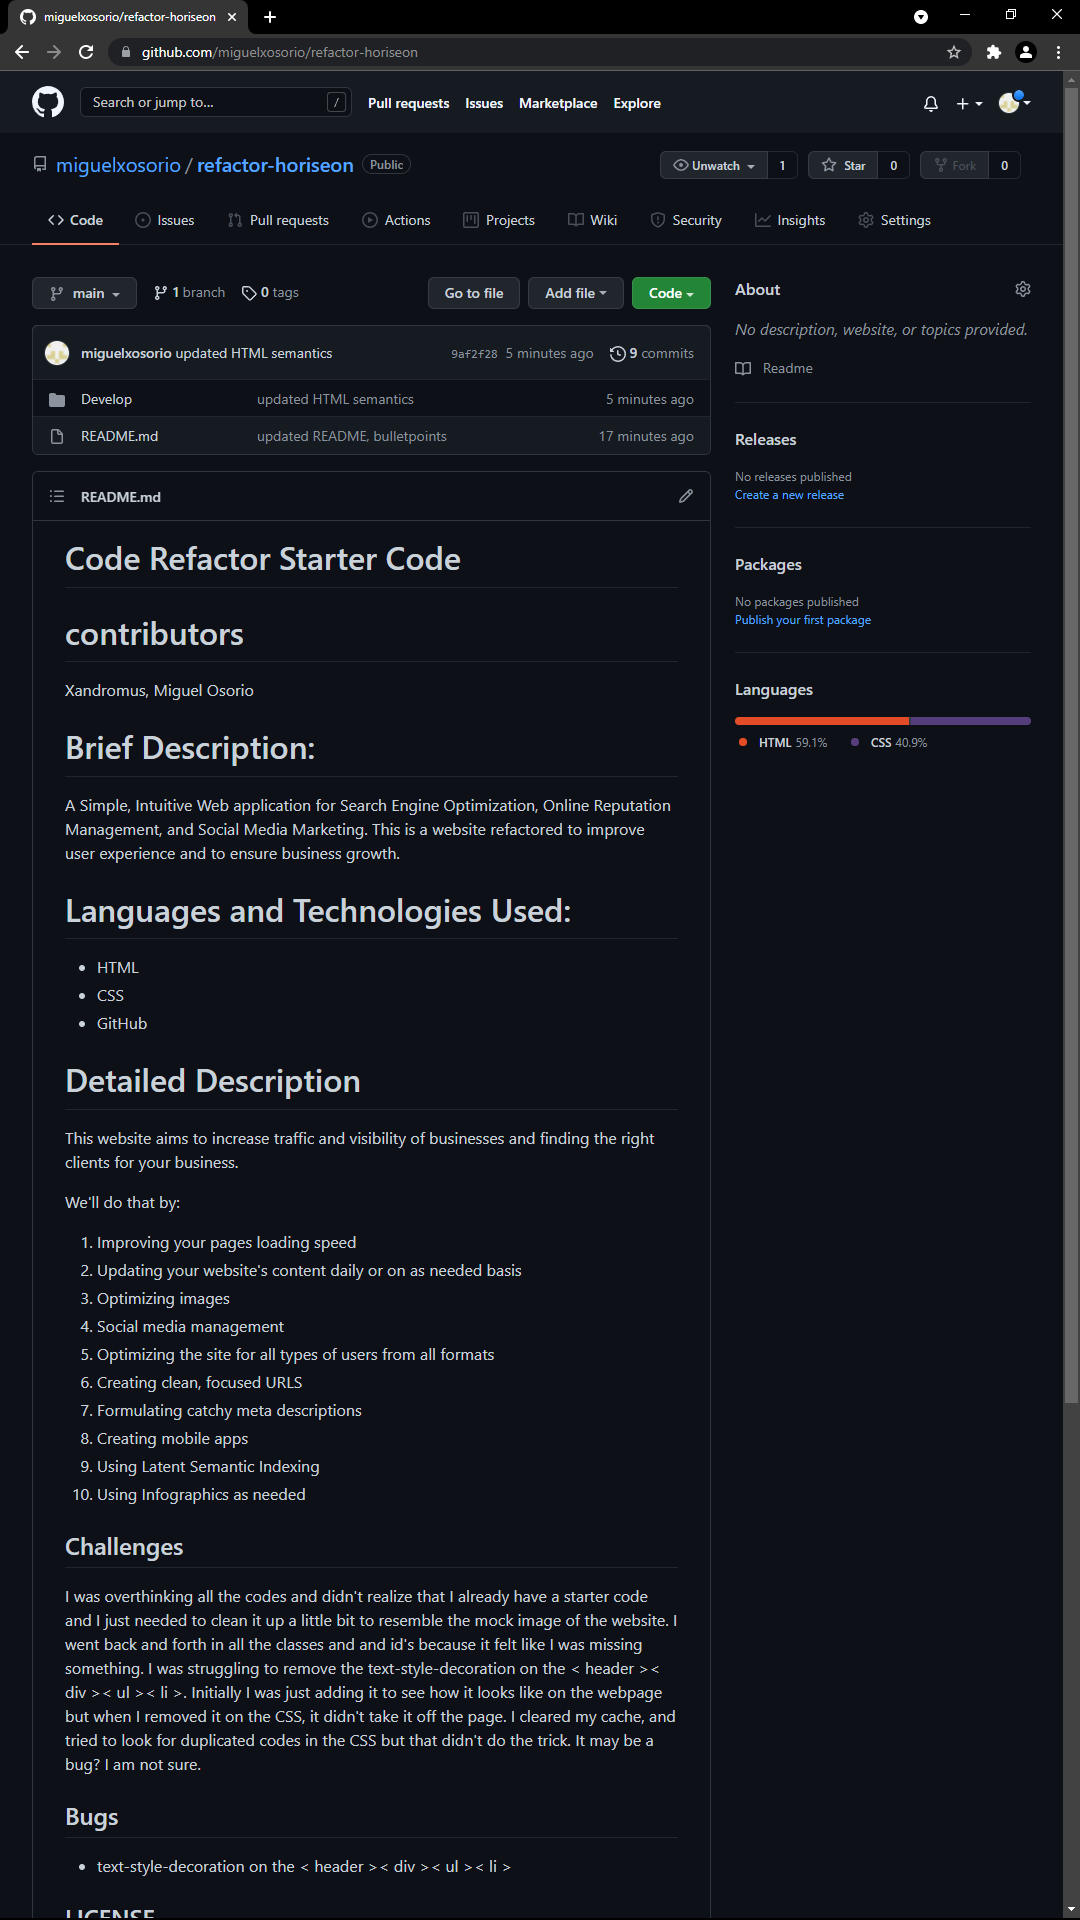 miguelxosorio/refactor-horiseon
github.com/miguelxosorio/refactor-horiseon
Search or jump to... /
Pull requests Issues Marketplace Explore
miguelxosorio / refactor-horiseon Public
Unwatch 1 Star 0 Fork 0
Code Issues Pull requests Actions Projects Wiki Security Insights Settings
main 1 branch 0 tags Go to file Add file Code
miguelxosorio updated HTML semantics 9af2f28 5 minutes ago 9 commits
Develop updated HTML semantics 5 minutes ago
README.md updated README, bulletpoints 17 minutes ago
README.md
Code Refactor Starter Code
contributors
Xandromus, Miguel Osorio
Brief Description:
A Simple, Intuitive Web application for Search Engine Optimization, Online Reputation
Management, and Social Media Marketing. This is a website refactored to improve
user experience and to ensure business growth.
Languages and Technologies Used:
• HTML
• CSS
• GitHub
Detailed Description
This website aims to increase traffic and visibility of businesses and finding the right
clients for your business.
We'll do that by:
1. Improving your pages loading speed
2. Updating your website's content daily or on as needed basis
3. Optimizing images
4. Social media management
5. Optimizing the site for all types of users from all formats
6. Creating clean, focused URLS
7. Formulating catchy meta descriptions
8. Creating mobile apps
9. Using Latent Semantic Indexing
10. Using Infographics as needed
Challenges
I was overthinking all the codes and didn't realize that I already have a starter code
and I just needed to clean it up a little bit to resemble the mock image of the website. I
went back and forth in all the classes and and id's because it felt like I was missing
something. I was struggling to remove the text-style-decoration on the < header ><
div >< ul >< li >. Initially I was just adding it to see how it looks like on the webpage
but when I removed it on the CSS, it didn't take it off the page. I cleared my cache, and
tried to look for duplicated codes in the CSS but that didn't do the trick. It may be a
bug? I am not sure.
Bugs
• text-style-decoration on the < header >< div >< ul >< li >
LICENSE
About
No description, website, or topics provided.
Readme
Releases
No releases published
Create a new release
Packages
No packages published
Publish your first package
Languages
HTML 59.1% CSS 40.9%